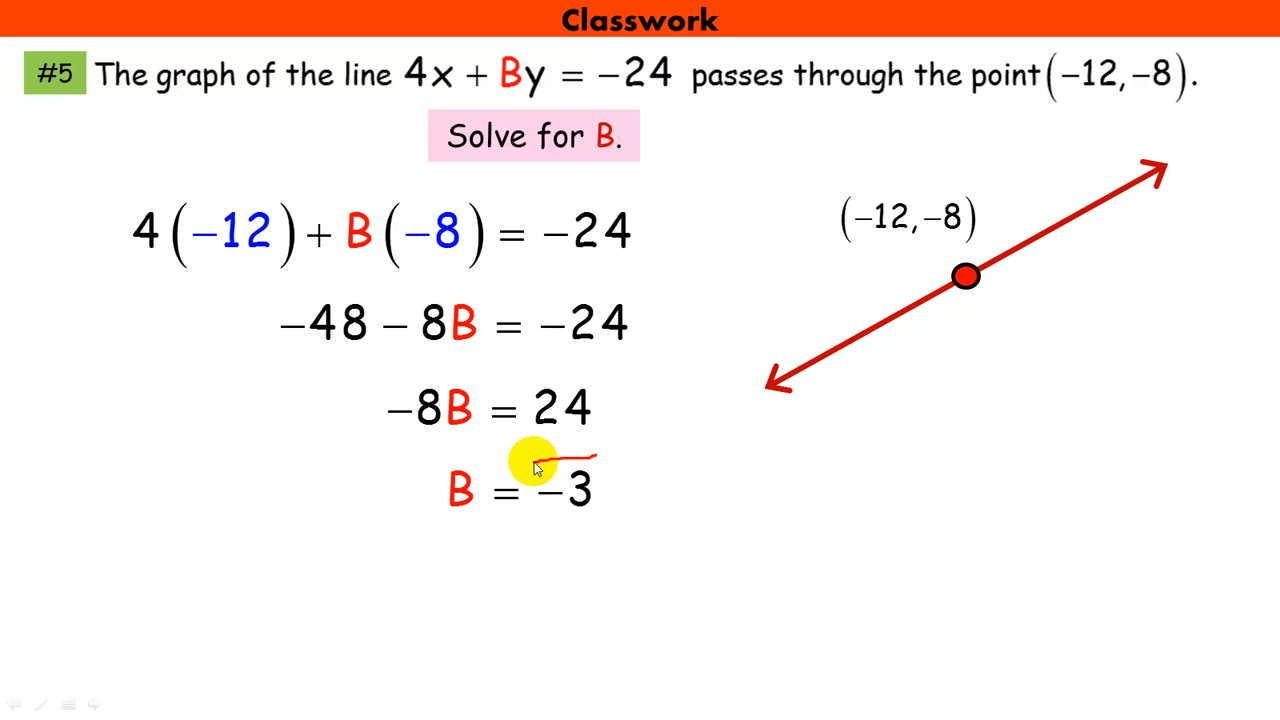 Classwork
#5 The graph of the line 4x + By = −24 passes through the point (−12, −8).
Solve for B.
4(−12) + B(−8) = −24
(−12, −8)
−48 − 8B = −24
−8B = 24
B = −3